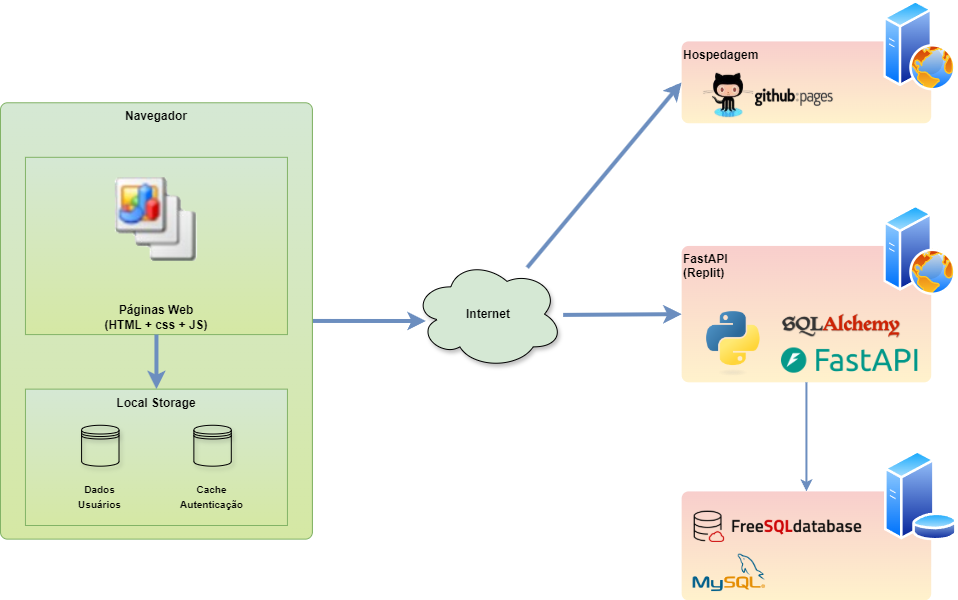 Navegador
Páginas Web
(HTML + css + JS)
Local Storage
Dados
Usuários
Cache
Autenticação
Internet
Hospedagem
github:pages
FastAPI
(Replit)
SQLAlchemy
FastAPI
FreeSQLdatabase
MySQL